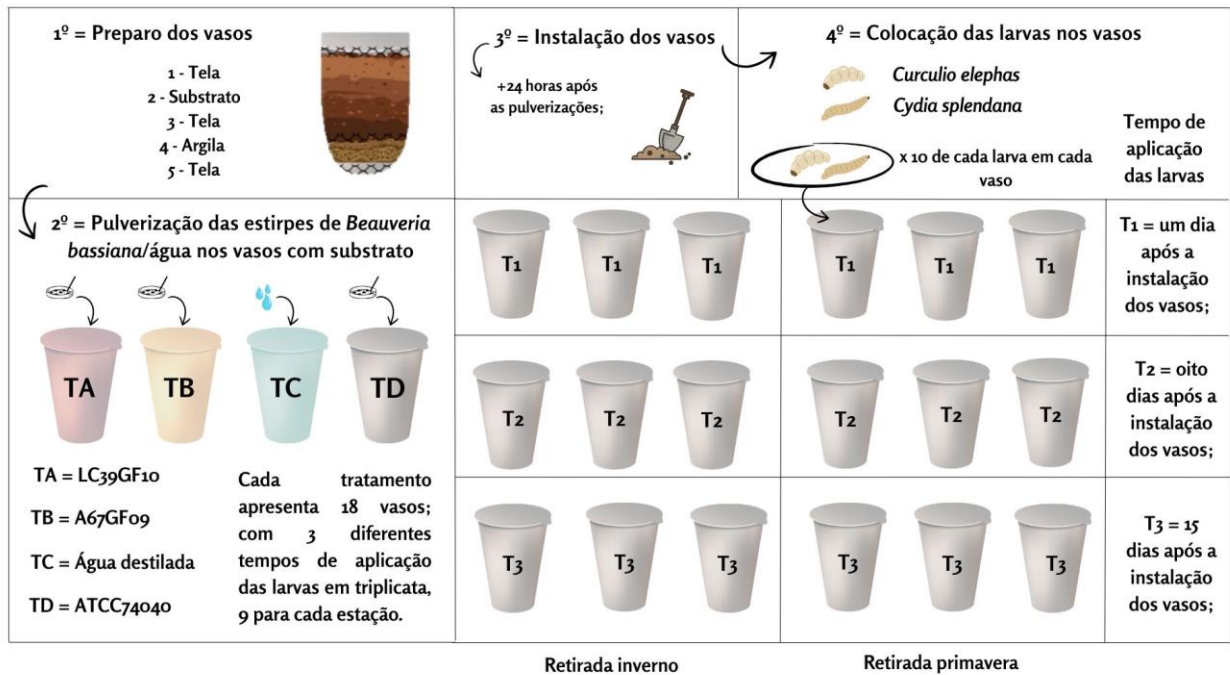 1º = Preparo dos vasos
1 - Tela
2 - Substrato
3 - Tela
4 - Argila
5 - Tela
2º = Pulverização das estirpes de Beauveria
bassiana/água nos vasos com substrato
TA
TB
TC
TD
TA = LC39GF10
TB = A67GF09
TC = Água destilada
TD = ATCC74040
Cada tratamento
apresenta 18 vasos;
com 3 diferentes
tempos de aplicação
das larvas em triplicata,
9 para cada estação.
3º = Instalação dos vasos
+24 horas após
as pulverizações;
4º = Colocação das larvas nos vasos
Curculio elephas
Cydia splendana
x 10 de cada larva em cada
vaso
Tempo de
aplicação
das larvas
T1 T1 T1 T1 T1 T1
T1 = um dia
após a
instalação
dos vasos;
T2 T2 T2 T2 T2 T2
T2 = oito
dias após a
instalação
dos vasos;
T3 T3 T3 T3 T3 T3
T3 = 15
dias após a
instalação
dos vasos;
Retirada inverno
Retirada primavera